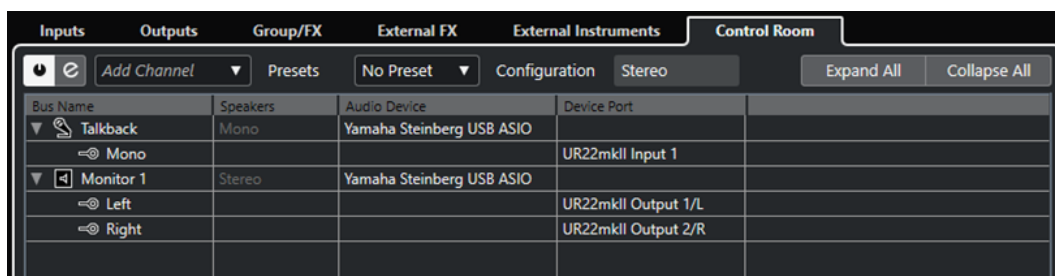 Inputs Outputs Group/FX External FX External Instruments Control Room
Add Channel Presets No Preset Configuration Stereo Expand All Collapse All
Bus Name Speakers Audio Device Device Port
Talkback Mono Yamaha Steinberg USB ASIO
Mono UR22mkII Input 1
Monitor 1 Stereo Yamaha Steinberg USB ASIO
Left UR22mkII Output 1/L
Right UR22mkII Output 2/R